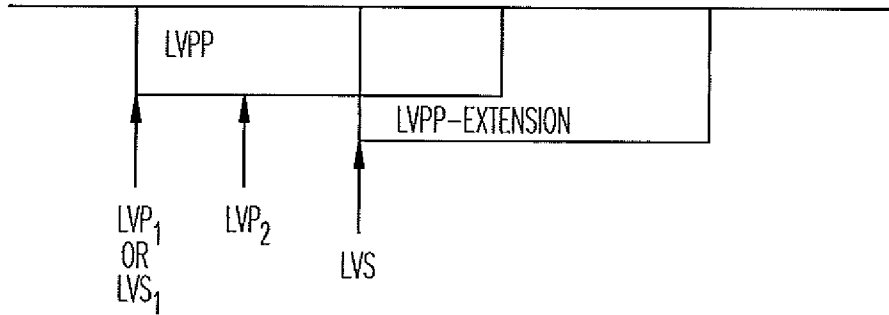 LVPP
LVPP-EXTENSION
LVP1
OR
LVS1
LVP2
LVS